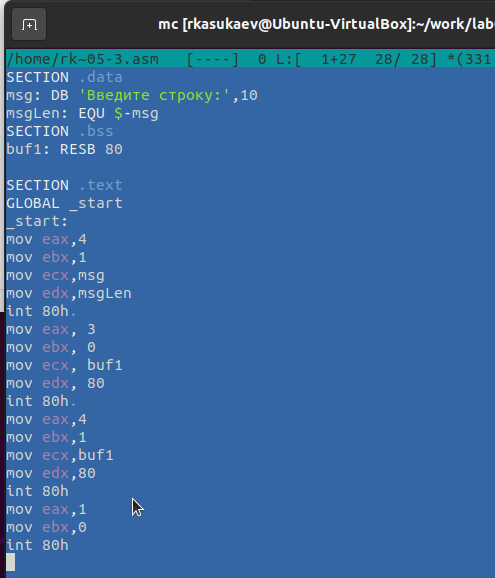 mc [rkasukaev@Ubuntu-VirtualBox]:~/work/lab
/home/rk~05-3.asm   [----]  0 L:[  1+27  28/ 28] *(331
SECTION .data
msg: DB 'Введите строку:',10
msgLen: EQU $-msg
SECTION .bss
buf1: RESB 80
SECTION .text
GLOBAL _start
_start:
mov eax,4
mov ebx,1
mov ecx,msg
mov edx,msgLen
int 80h.
mov eax, 3
mov ebx, 0
mov ecx, buf1
mov edx, 80
int 80h.
mov eax,4
mov ebx,1
mov ecx,buf1
mov edx,80
int 80h
mov eax,1
mov ebx,0
int 80h